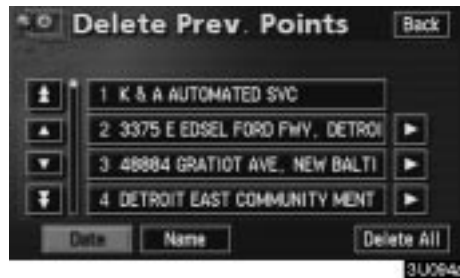 Delete Prev. Points
Back
1 K & A AUTOMATED SVC
2 3375 E EDSEL FORD FWY, DETROI
3 48884 GRATIOT AVE, NEW BALTI
4 DETROIT EAST COMMUNITY MENT
Date
Name
Delete All
3U094a